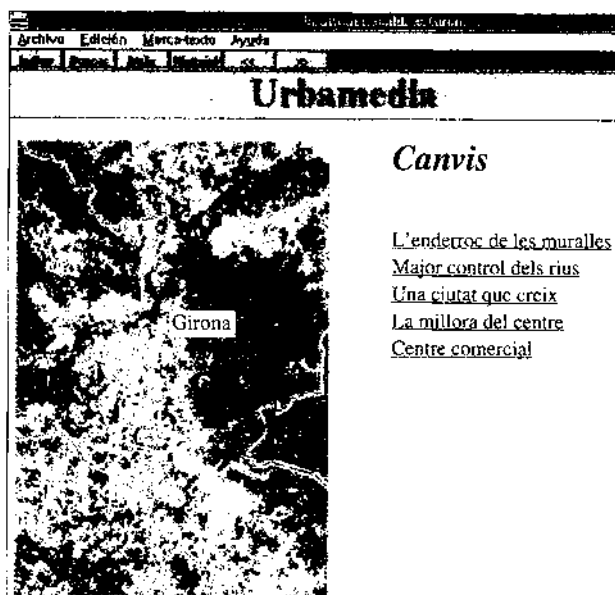 Archivo Edición Marca-texto Ayuda
<< >>
Urbamedia
Canvis
L'enderroc de les muralles
Major control dels rius
Una ciutat que creix
La millora del centre
Centre comercial
Girona